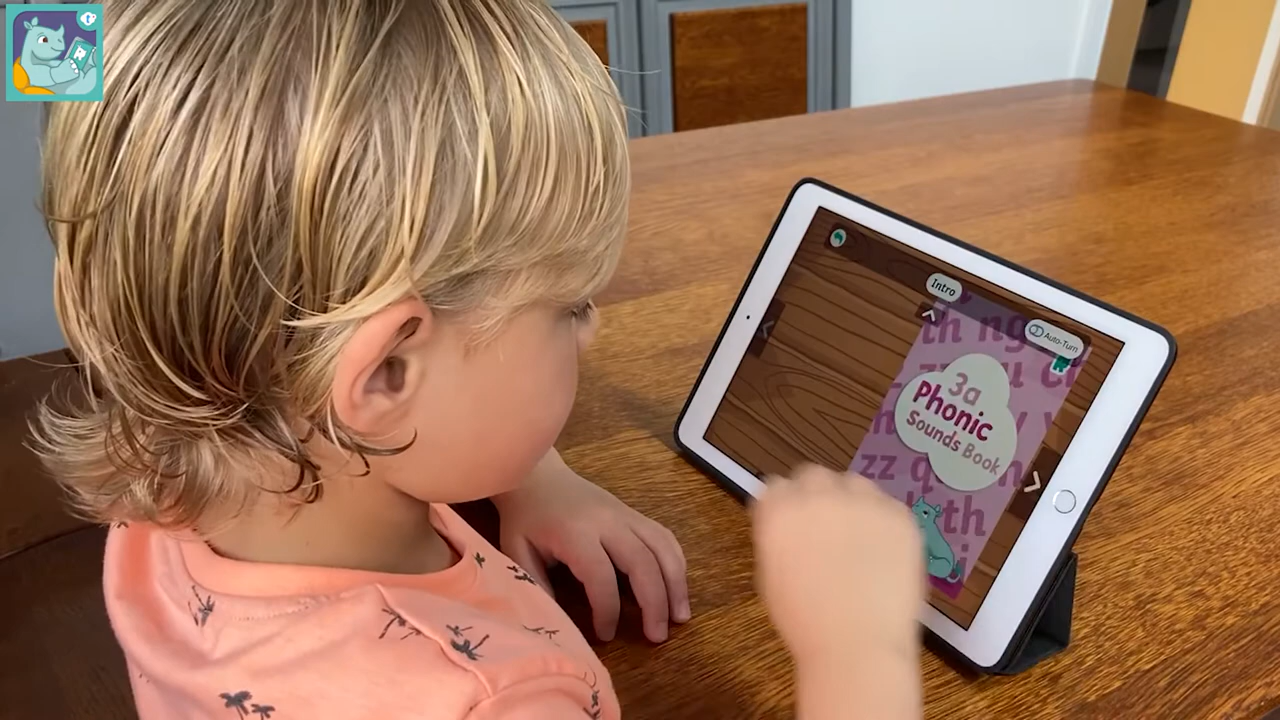 t
Intro
Auto-Turn
th ng
3a
Phonic
Sounds Book
zz
th